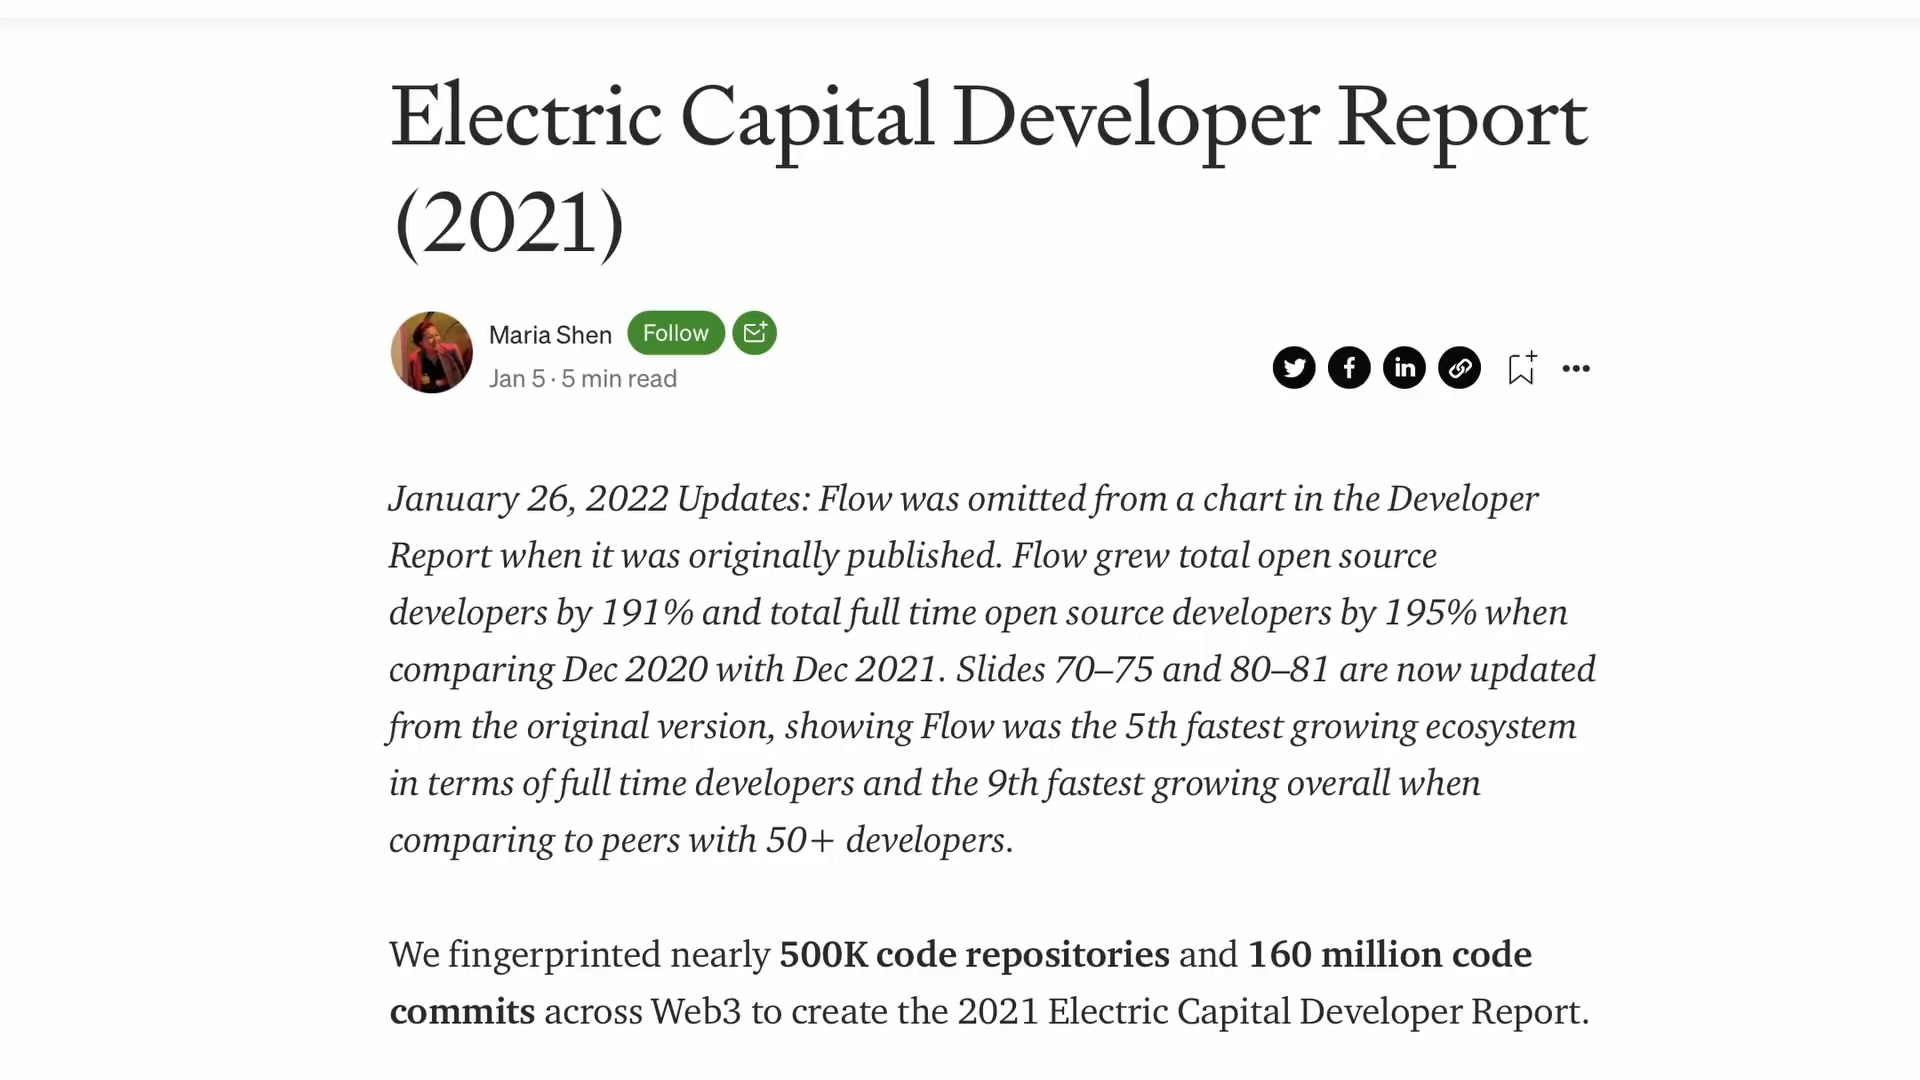 Electric Capital Developer Report
(2021)
Maria Shen Follow
Jan 5 · 5 min read
January 26, 2022 Updates: Flow was omitted from a chart in the Developer
Report when it was originally published. Flow grew total open source
developers by 191% and total full time open source developers by 195% when
comparing Dec 2020 with Dec 2021. Slides 70–75 and 80–81 are now updated
from the original version, showing Flow was the 5th fastest growing ecosystem
in terms of full time developers and the 9th fastest growing overall when
comparing to peers with 50+ developers.
We fingerprinted nearly 500K code repositories and 160 million code
commits across Web3 to create the 2021 Electric Capital Developer Report.